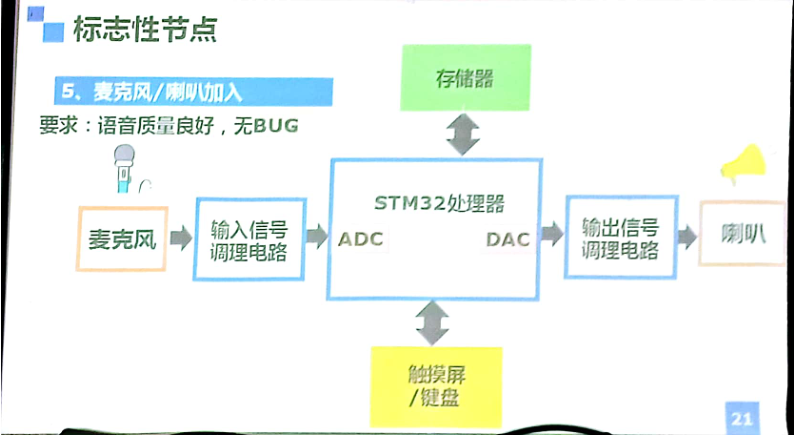 标志性节点
5、麦克风/喇叭加入
要求：语音质量良好，无BUG
存储器
STM32处理器
麦克风
输入信号
调理电路
ADC
DAC
输出信号
调理电路
喇叭
触摸屏
/键盘
21